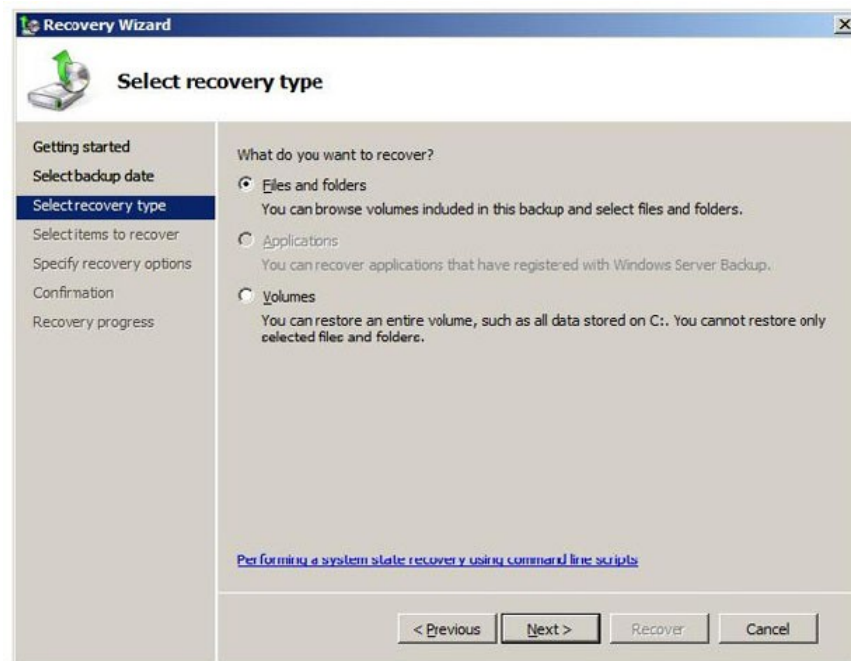 Recovery Wizard
Select recovery type
Getting started
Select backup date
Select recovery type
Select items to recover
Specify recovery options
Confirmation
Recovery progress
What do you want to recover?
Files and folders
You can browse volumes included in this backup and select files and folders.
Applications
You can recover applications that have registered with Windows Server Backup.
Volumes
You can restore an entire volume, such as all data stored on C:. You cannot restore only
selected files and folders.
Performing a system state recovery using command line scripts
< Previous
Next >
Recover
Cancel